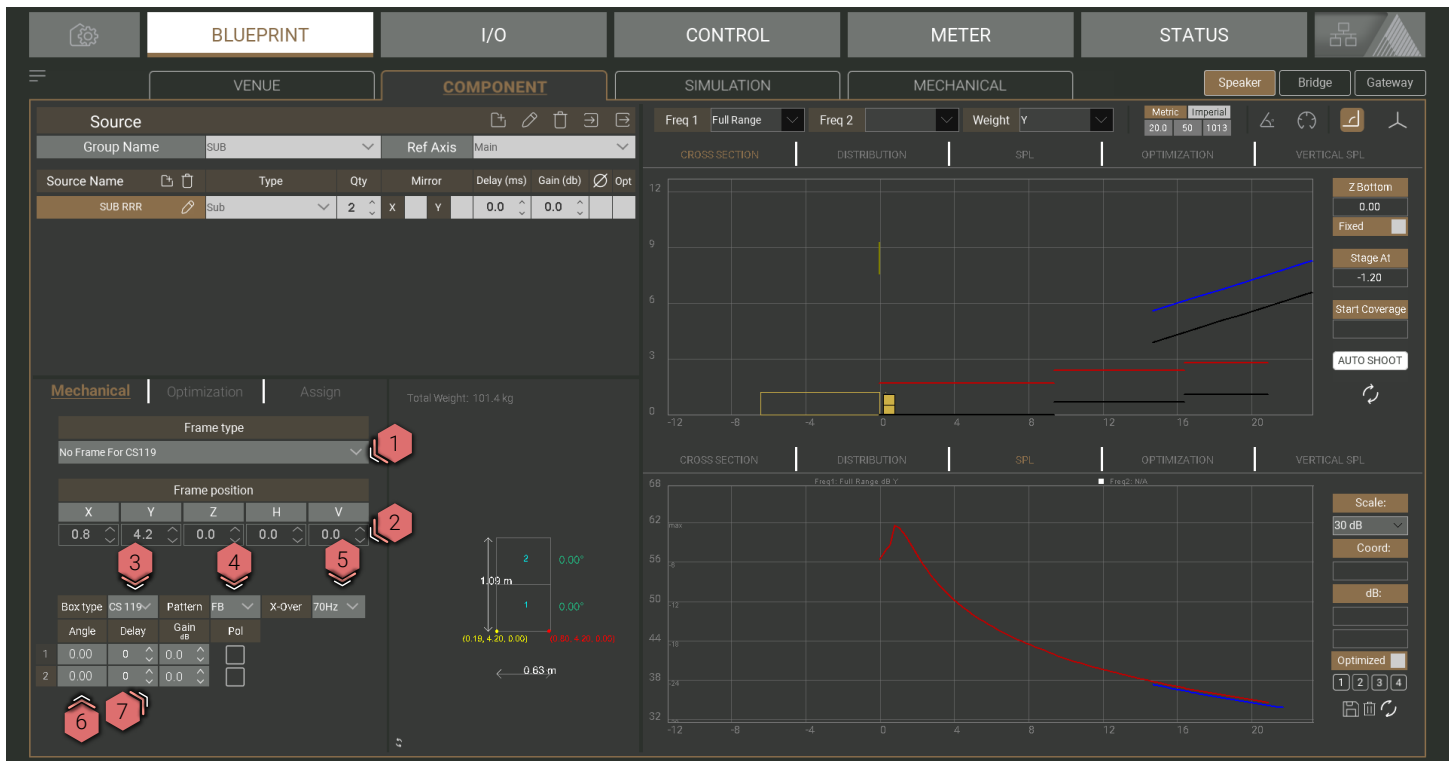 BLUEPRINT I/O CONTROL METER STATUS
VENUE COMPONENT SIMULATION MECHANICAL Speaker Bridge Gateway
Source
Group Name SUB Ref Axis Main
Source Name Type Qty Mirror Delay (ms) Gain (db) Opt
SUB RRR Sub 2 X Y 0.0 0.0
Mechanical Optimization Assign
Frame type
No Frame For CS119
1
Frame position
X Y Z H V
0.8 4.2 0.0 0.0 0.0
2
3 4 5
Box type CS 119 Pattern FB X-Over 70Hz
Angle Delay Gain dB Pol
1 0.00 0 0.0
2 0.00 0 0.0
6 7
Total Weight: 101.4 kg
2 0.00°
1.09 m
1 0.00°
(0.19, 4.20, 0.00)
0.63 m
Freq 1 Full Range Freq 2 Weight Y
Metric Imperial
20.0 50 1013
CROSS SECTION DISTRIBUTION SPL OPTIMIZATION VERTICAL SPL
12
9
6
3
0
-12 -8 -4 0 4 8 12 16 20
Z Bottom
0.00
Fixed
Stage At
-1.20
Start Coverage
AUTO SHOOT
CROSS SECTION DISTRIBUTION SPL OPTIMIZATION VERTICAL SPL
Freq1: Full Range dB Y Freq2: N/A
68
62 max
56 -6
50 -12
44 -18
38 -24
32
-12 -8 -4 0 4 8 12 16 20
Scale:
30 dB
Coord:
dB:
Optimized
1 2 3 4